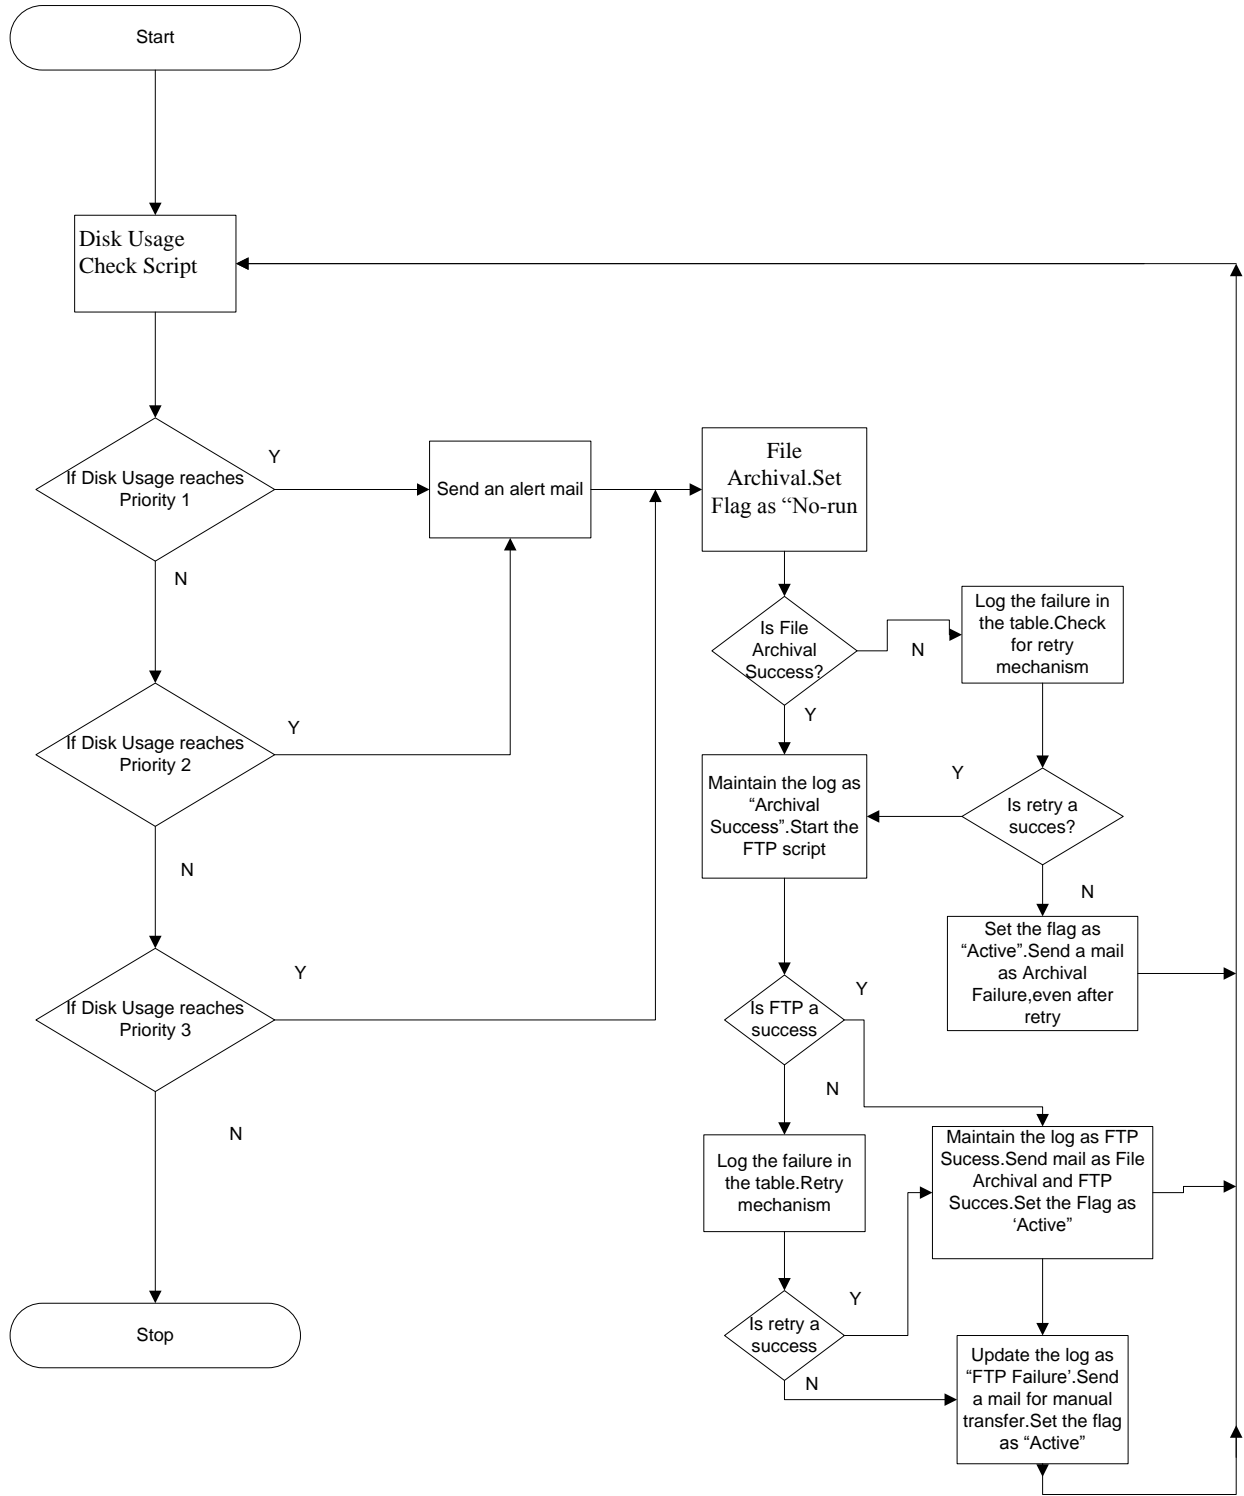 Start
Disk Usage
Check Script
If Disk Usage reaches
Priority 1
Y
N
Send an alert mail
File
Archival.Set
Flag as “No-run
If Disk Usage reaches
Priority 2
Y
N
Is File
Archival
Success?
N
Y
Log the failure in
the table.Check
for retry
mechanism
Maintain the log as
“Archival
Success”.Start the
FTP script
Y
Is retry a
succes?
N
Set the flag as
“Active”.Send a mail
as Archival
Failure,even after
retry
If Disk Usage reaches
Priority 3
Y
N
Is FTP a
success
Y
N
Log the failure in
the table.Retry
mechanism
Maintain the log as FTP
Sucess.Send mail as File
Archival and FTP
Succes.Set the Flag as
‘Active”
Is retry a
success
Y
N
Update the log as
“FTP Failure’.Send
a mail for manual
transfer.Set the flag
as “Active”
Stop